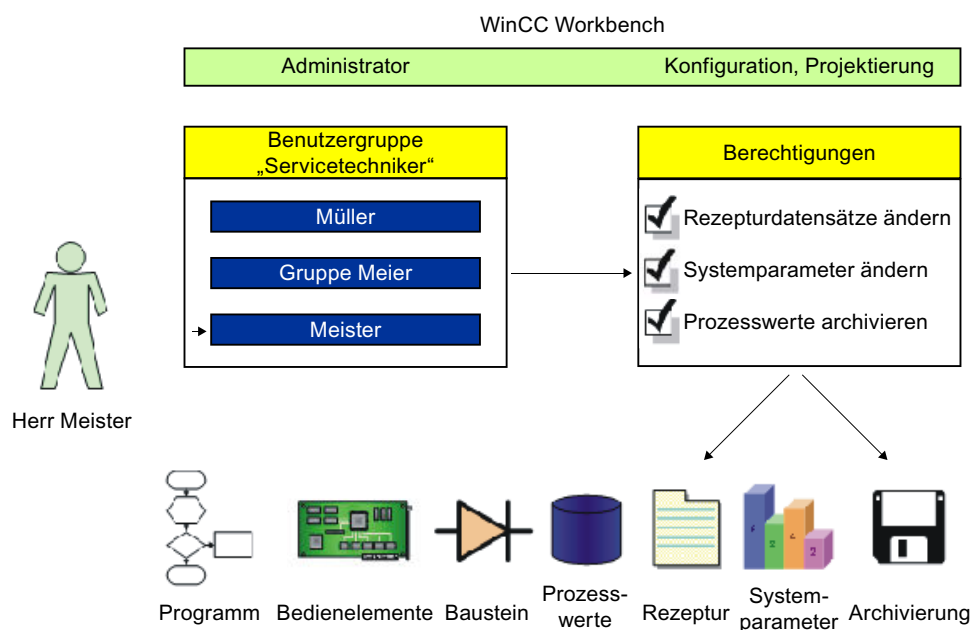 WinCC Workbench
Administrator
Konfiguration, Projektierung
Benutzergruppe
„Servicetechniker“
Berechtigungen
Müller
Gruppe Meier
Meister
Rezepturdatensätze ändern
Systemparameter ändern
Prozesswerte archivieren
Herr Meister
Programm
Bedienelemente
Baustein
Prozess-
werte
Rezeptur
System-
parameter
Archivierung